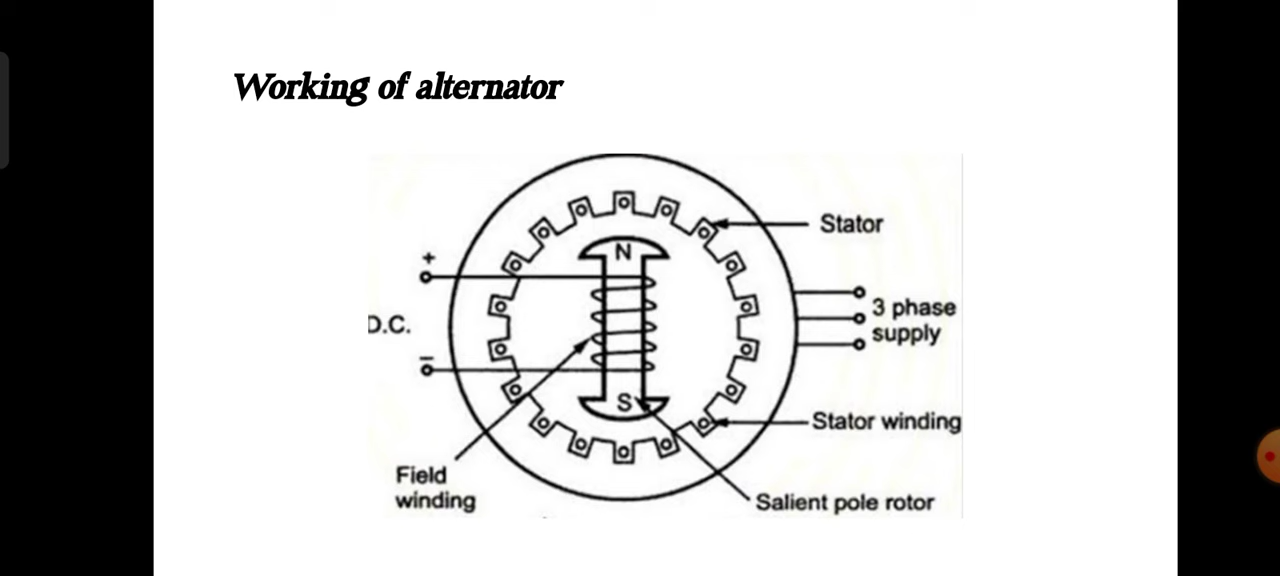 Working of alternator
Stator
N
+
3 phase
supply
D.C.
−
S
Stator winding
Field
winding
Salient pole rotor